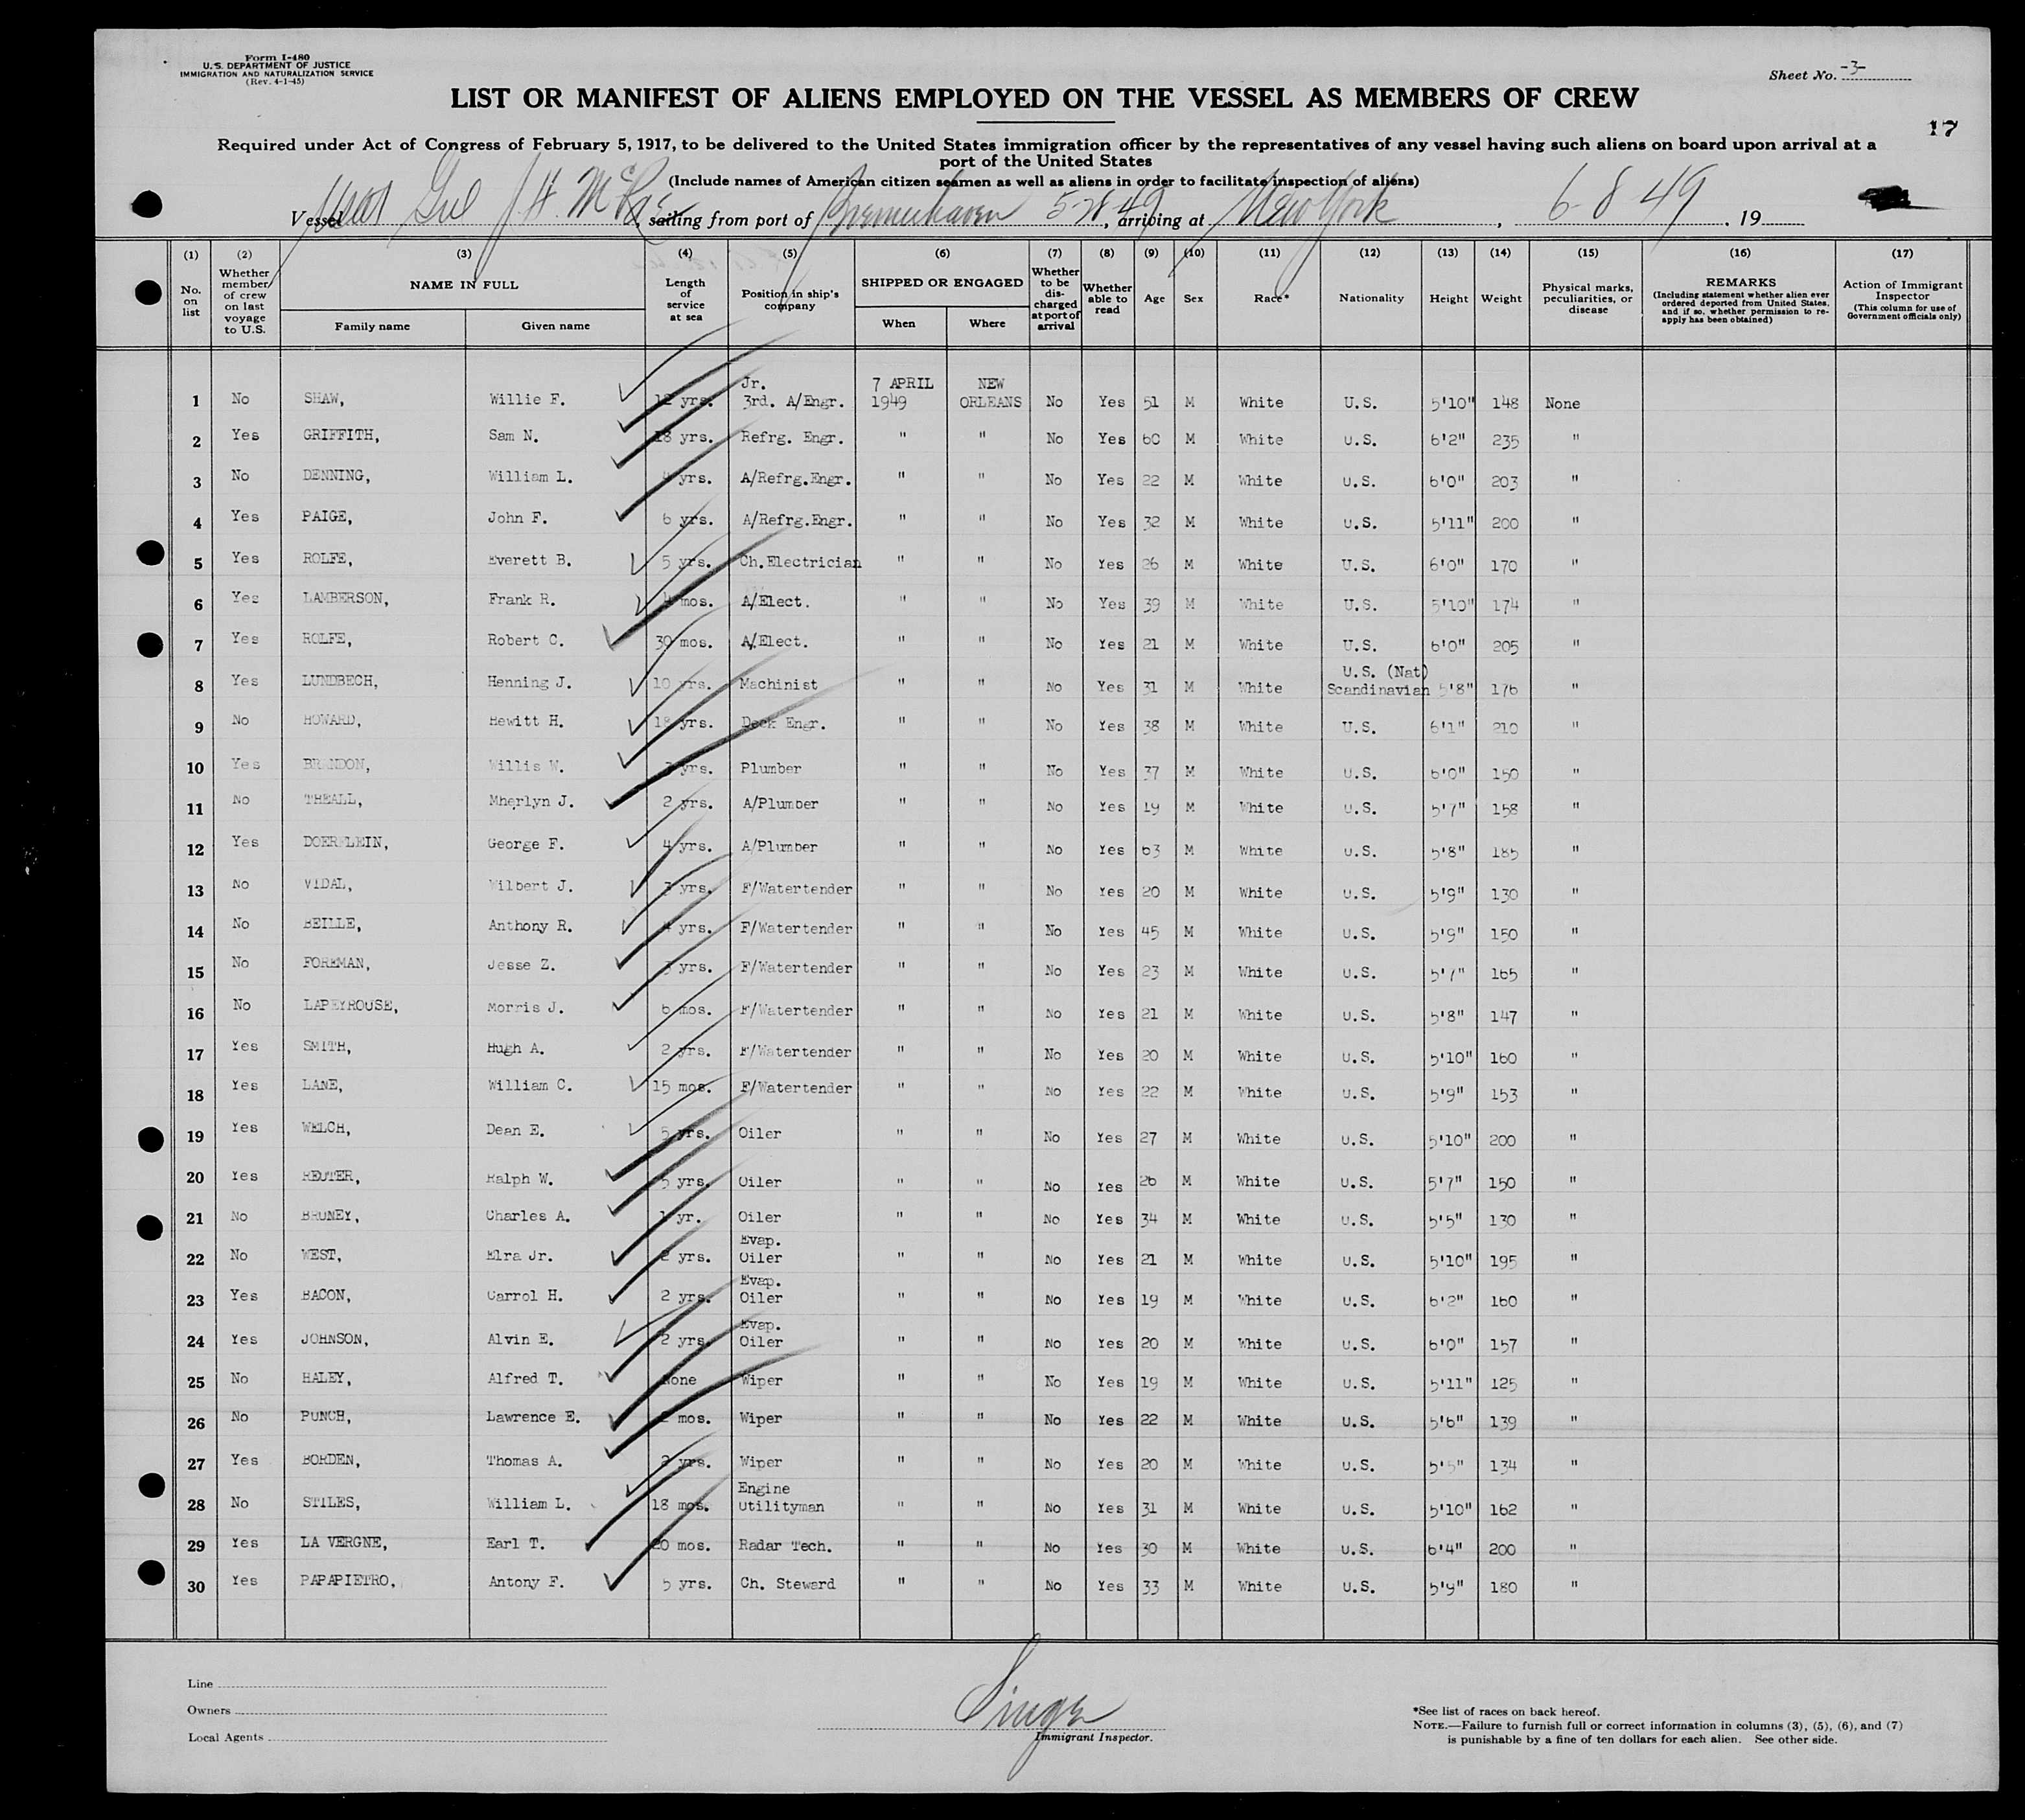 Form I-480
U. S. DEPARTMENT OF JUSTICE
IMMIGRATION AND NATURALIZATION SERVICE
(Rev. 4-1-45)
Sheet No. -3-
LIST OR MANIFEST OF ALIENS EMPLOYED ON THE VESSEL AS MEMBERS OF CREW
17
Required under Act of Congress of February 5, 1917, to be delivered to the United States immigration officer by the representatives of any vessel having such aliens on board upon arrival at a
port of the United States
(Include names of American citizen seamen as well as aliens in order to facilitate inspection of aliens)
Vessel J H. McRae, sailing from port of Bremerhaven 5-28-49, arriving at New York, 6-8-49, 19
(1) (2) (3) (4) (5) (6) (7) (8) (9) (10) (11) (12) (13) (14) (15) (16) (17)
No. on list | Whether member of crew on last voyage to U.S. | NAME IN FULL Family name Given name | Length of service at sea | Position in ship's company | SHIPPED OR ENGAGED When Where | Whether to be discharged at port of arrival | Whether able to read | Age | Sex | Race* | Nationality | Height | Weight | Physical marks, peculiarities, or disease | REMARKS (Including statement whether alien ever ordered deported from United States, and if so, whether permission to re-apply has been obtained) | Action of Immigrant Inspector (This column for use of Government officials only)
1 No SHAW, Willie F. 12 yrs. Jr. 3rd. A/Engr. 7 APRIL 1949 NEW ORLEANS No Yes 51 M White U.S. 5'10" 148 None
2 Yes GRIFFITH, Sam N. 18 yrs. Refrg. Engr. " " No Yes 60 M White U.S. 6'2" 235 "
3 No DENNING, William L. yrs. A/Refrg.Engr. " " No Yes 22 M White U.S. 6'0" 203 "
4 Yes PAIGE, John F. 6 yrs. A/Refrg.Engr. " " No Yes 32 M White U.S. 5'11" 200 "
5 Yes ROLFE, Everett B. 5 yrs. Ch.Electrician " " No Yes 26 M White U.S. 6'0" 170 "
6 Yes LAMBERSON, Frank R. mos. A/Elect. " " No Yes 39 M White U.S. 5'10" 174 "
7 Yes ROLFE, Robert C. 30 mos. A/Elect. " " No Yes 21 M White U.S. 6'0" 205 "
8 Yes LUNDBECH, Henning J. 10 yrs. Machinist " " No Yes 31 M White U.S. (Nat) Scandinavian 5'8" 176 "
9 No HOWARD, Hewitt H. 18 yrs. Deck Engr. " " No Yes 38 M White U.S. 6'1" 210 "
10 Yes BRANDON, Willis W. yrs. Plumber " " No Yes 37 M White U.S. 6'0" 150 "
11 No THEALL, Mherlyn J. 2 yrs. A/Plumber " " No Yes 19 M White U.S. 5'7" 158 "
12 Yes DOERFLEIN, George F. 4 yrs. A/Plumber " " No Yes 63 M White U.S. 5'8" 185 "
13 No VIDAL, Wilbert J. 3 yrs. F/Watertender " " No Yes 20 M White U.S. 5'9" 130 "
14 No BEILLE, Anthony R. 4 yrs. F/Watertender " " No Yes 45 M White U.S. 5'9" 150 "
15 No FOREMAN, Jesse Z. yrs. F/Watertender " " No Yes 23 M White U.S. 5'7" 165 "
16 No LAPEYROUSE, Morris J. 6 mos. F/Watertender " " No Yes 21 M White U.S. 5'8" 147 "
17 Yes SMITH, Hugh A. 2 yrs. F/Watertender " " No Yes 20 M White U.S. 5'10" 160 "
18 Yes LANE, William C. 15 mos. F/Watertender " " No Yes 22 M White U.S. 5'9" 153 "
19 Yes WELCH, Dean E. 5 yrs. Oiler " " No Yes 27 M White U.S. 5'10" 200 "
20 Yes REUTER, Ralph W. 5 yrs. Oiler " " No Yes 26 M White U.S. 5'7" 150 "
21 No BRUNEY, Charles A. 1 yr. Oiler " " No Yes 34 M White U.S. 5'5" 130 "
22 No WEST, Elra Jr. 2 yrs. Evap. Oiler " " No Yes 21 M White U.S. 5'10" 195 "
23 Yes BACON, Carrol H. 2 yrs. Evap. Oiler " " No Yes 19 M White U.S. 6'2" 160 "
24 Yes JOHNSON, Alvin E. 2 yrs. Evap. Oiler " " No Yes 20 M White U.S. 6'0" 157 "
25 No HALEY, Alfred T. None Wiper " " No Yes 19 M White U.S. 5'11" 125 "
26 No PUNCH, Lawrence E. 2 mos. Wiper " " No Yes 22 M White U.S. 5'6" 139 "
27 Yes BORDEN, Thomas A. yrs. Wiper " " No Yes 20 M White U.S. 5'5" 134 "
28 No STILES, William L. 18 mos. Engine Utilityman " " No Yes 31 M White U.S. 5'10" 162 "
29 Yes LA VERGNE, Earl T. 20 mos. Radar Tech. " " No Yes 30 M White U.S. 6'4" 200 "
30 Yes PAPAPIETRO, Antony F. 5 yrs. Ch. Steward " " No Yes 33 M White U.S. 5'9" 180 "
Line
Owners
Local Agents
Singer
Immigrant Inspector.
*See list of races on back hereof.
NOTE.—Failure to furnish full or correct information in columns (3), (5), (6), and (7)
is punishable by a fine of ten dollars for each alien. See other side.